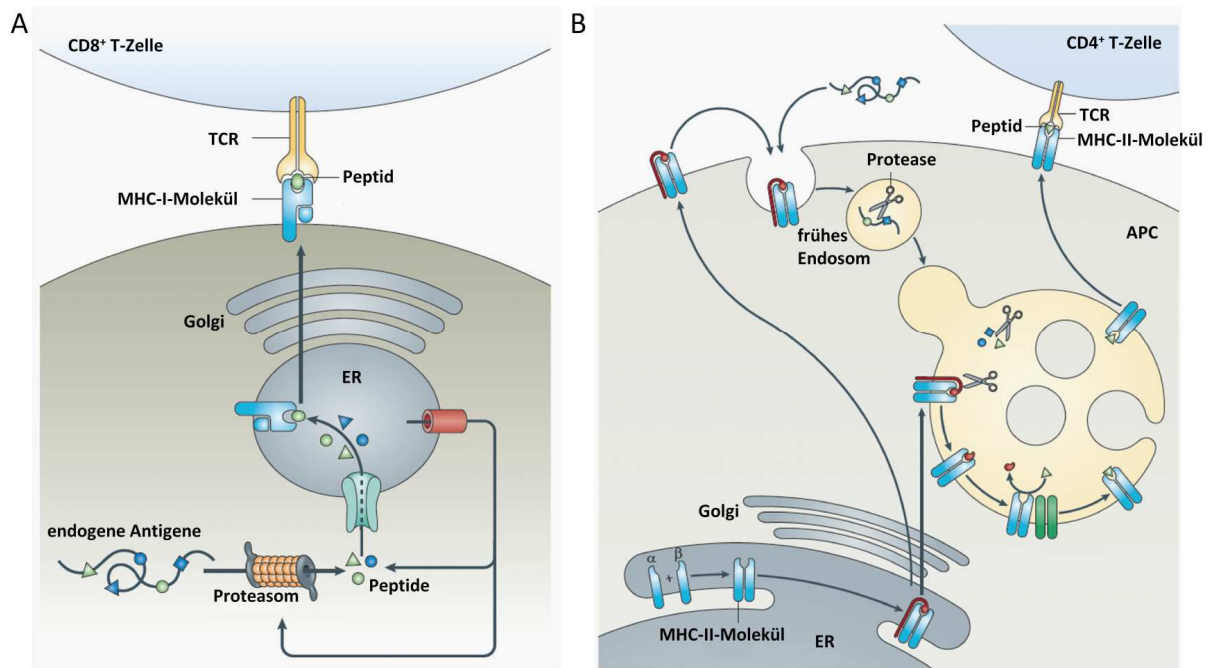 A
CD8⁺ T-Zelle
TCR
Peptid
MHC-I-Molekül
Golgi
ER
endogene Antigene
Proteasom
Peptide
B
CD4⁺ T-Zelle
TCR
Peptid
MHC-II-Molekül
Protease
frühes
Endosom
APC
Golgi
α
β
+
MHC-II-Molekül
ER